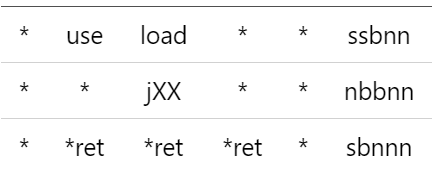 * use load * * ssbnn
* * jXX * * nbbnn
* *ret *ret *ret * sbnnn